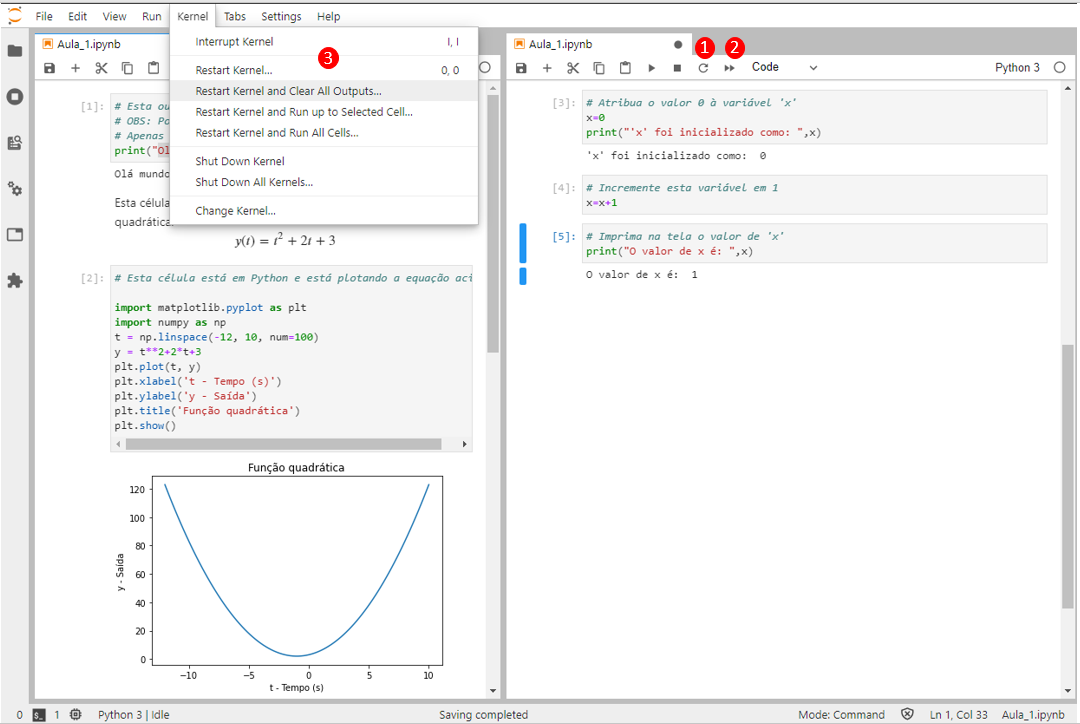 File Edit View Run Kernel Tabs Settings Help
Aula_1.ipynb
Interrupt Kernel I, I
3
Restart Kernel... 0, 0
Restart Kernel and Clear All Outputs...
Restart Kernel and Run up to Selected Cell...
Restart Kernel and Run All Cells...
Shut Down Kernel
Shut Down All Kernels...
Change Kernel...
[1]: # Esta
# OBS:
# Apenas
print("Ol
Olá mundo
Esta célula
quadrática:
y(t) = t² + 2t + 3
[2]: # Esta célula está em Python e está plotando a equação
import matplotlib.pyplot as plt
import numpy as np
t = np.linspace(-12, 10, num=100)
y = t**2+2*t+3
plt.plot(t, y)
plt.xlabel('t - Tempo (s)')
plt.ylabel('y - Saída')
plt.title('Função quadrática')
plt.show()
Função quadrática
120
100
80
60
40
20
0
y - Saída
−10 −5 0 5 10
t - Tempo (s)
Aula_1.ipynb
1 2
Code Python 3
[3]: # Atribua o valor 0 à variável 'x'
x=0
print("'x' foi inicializado como: ",x)
'x' foi inicializado como:  0
[4]: # Incremente esta variável em 1
x=x+1
[5]: # Imprima na tela o valor de 'x'
print("O valor de x é: ",x)
O valor de x é:  1
0 $_ 1 Python 3 | Idle Saving completed Mode: Command Ln 1, Col 33 Aula_1.ipynb